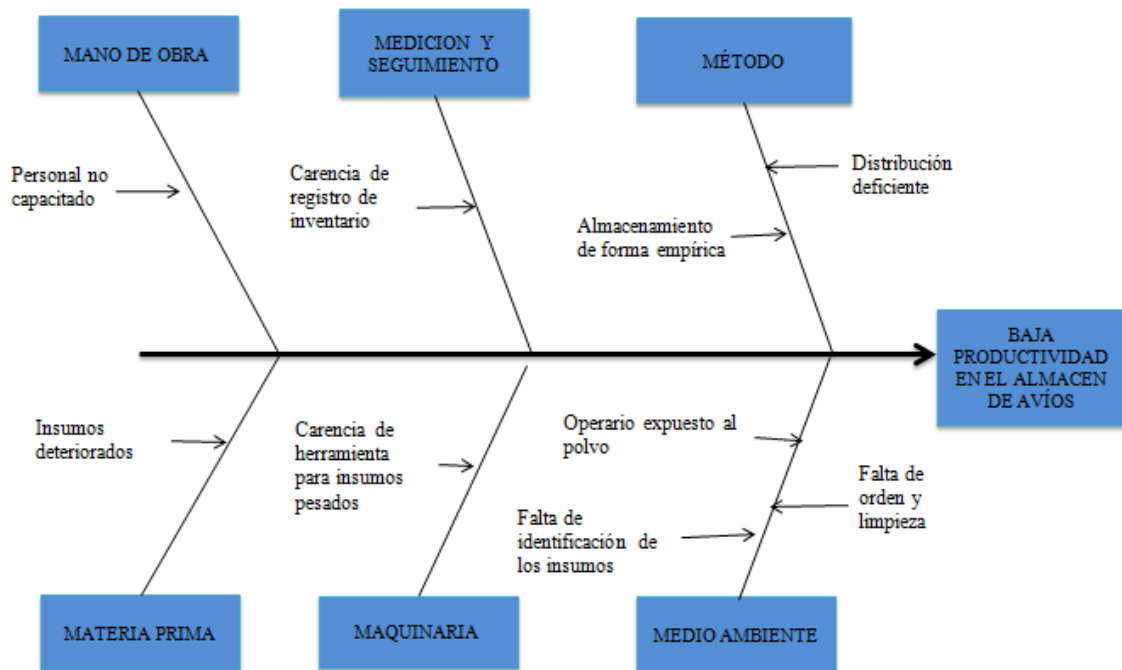 MANO DE OBRA
MEDICION Y
SEGUIMIENTO
MÉTODO
Personal no
capacitado
Carencia de
registro de
inventario
Distribución
deficiente
Almacenamiento
de forma empírica
BAJA
PRODUCTIVIDAD
EN EL ALMACEN
DE AVÍOS
Insumos
deteriorados
Carencia de
herramienta
para insumos
pesados
Operario expuesto al
polvo
Falta de
orden y
limpieza
Falta de
identificación de
los insumos
MATERIA PRIMA
MAQUINARIA
MEDIO AMBIENTE